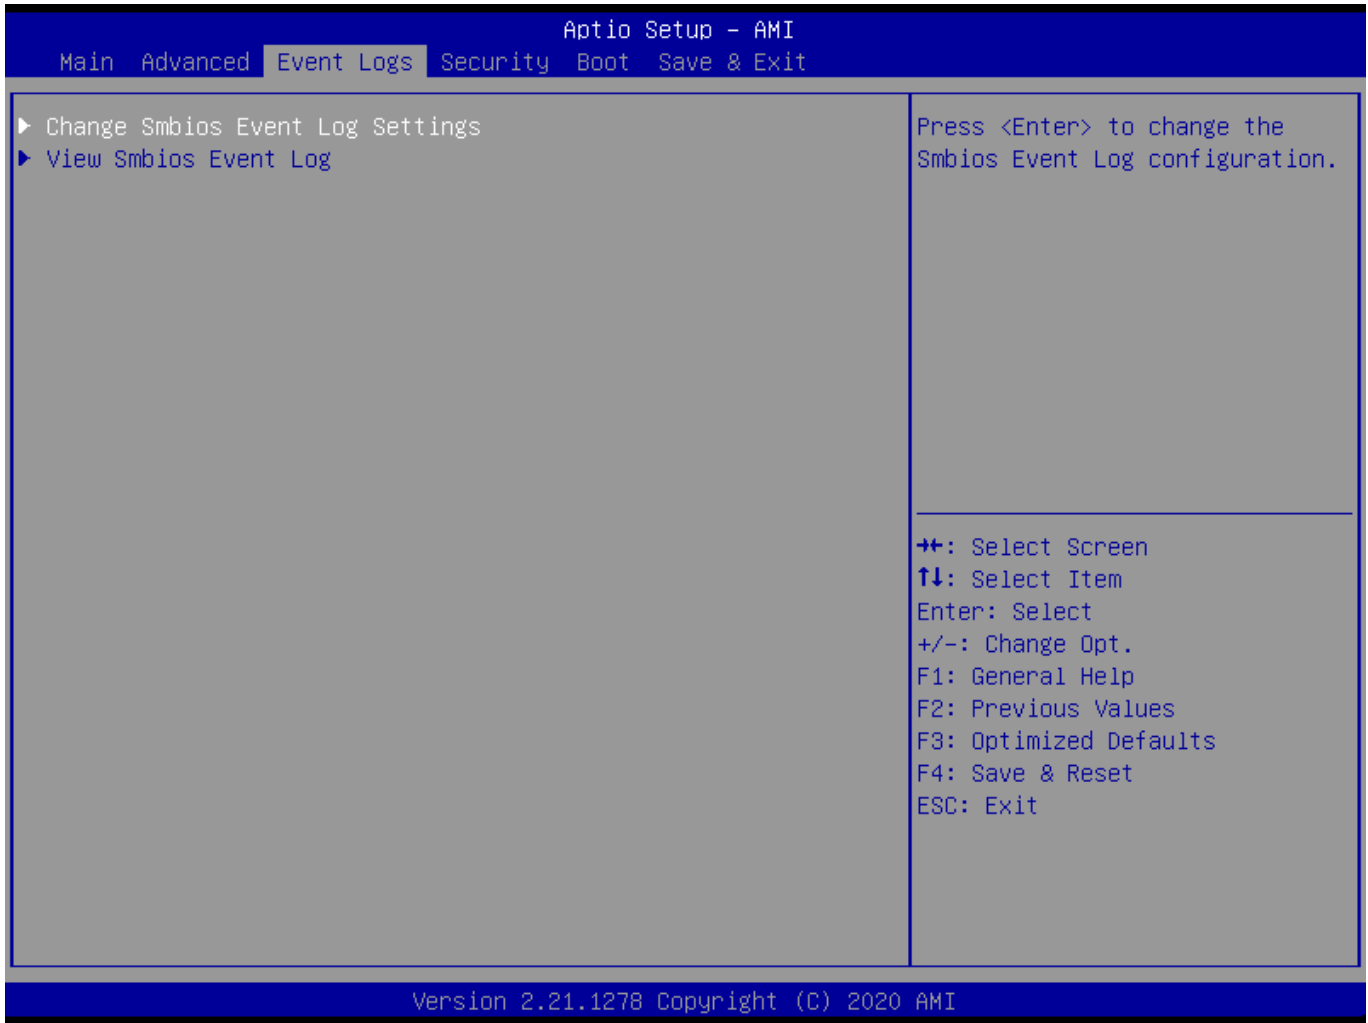 Aptio Setup – AMI
Main Advanced Event Logs Security Boot Save & Exit
Change Smbios Event Log Settings
View Smbios Event Log
Press <Enter> to change the
Smbios Event Log configuration.
→←: Select Screen
↑↓: Select Item
Enter: Select
+/-: Change Opt.
F1: General Help
F2: Previous Values
F3: Optimized Defaults
F4: Save & Reset
ESC: Exit
Version 2.21.1278 Copyright (C) 2020 AMI